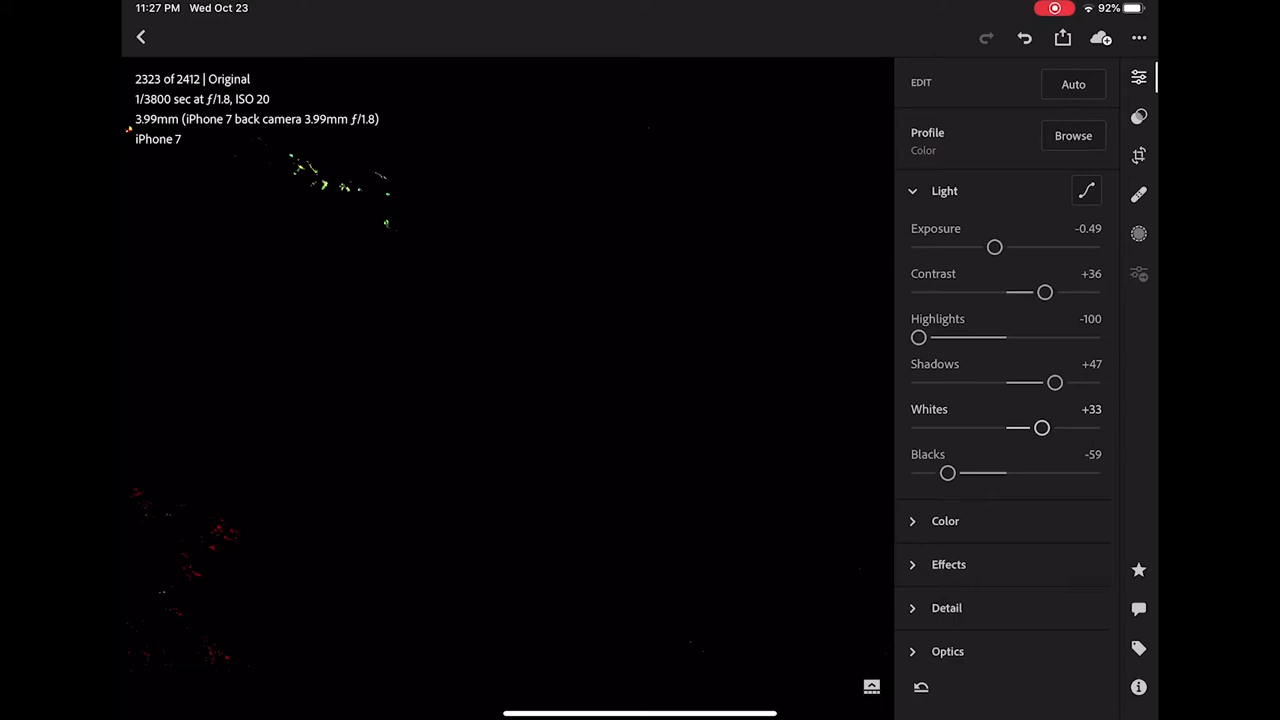 11:27 PM Wed Oct 23
92%
2323 of 2412 | Original
1/3800 sec at ƒ/1.8, ISO 20
3.99mm (iPhone 7 back camera 3.99mm ƒ/1.8)
iPhone 7
EDIT
Auto
Profile
Color
Browse
Light
Exposure -0.49
Contrast +36
Highlights -100
Shadows +47
Whites +33
Blacks -59
Color
Effects
Detail
Optics